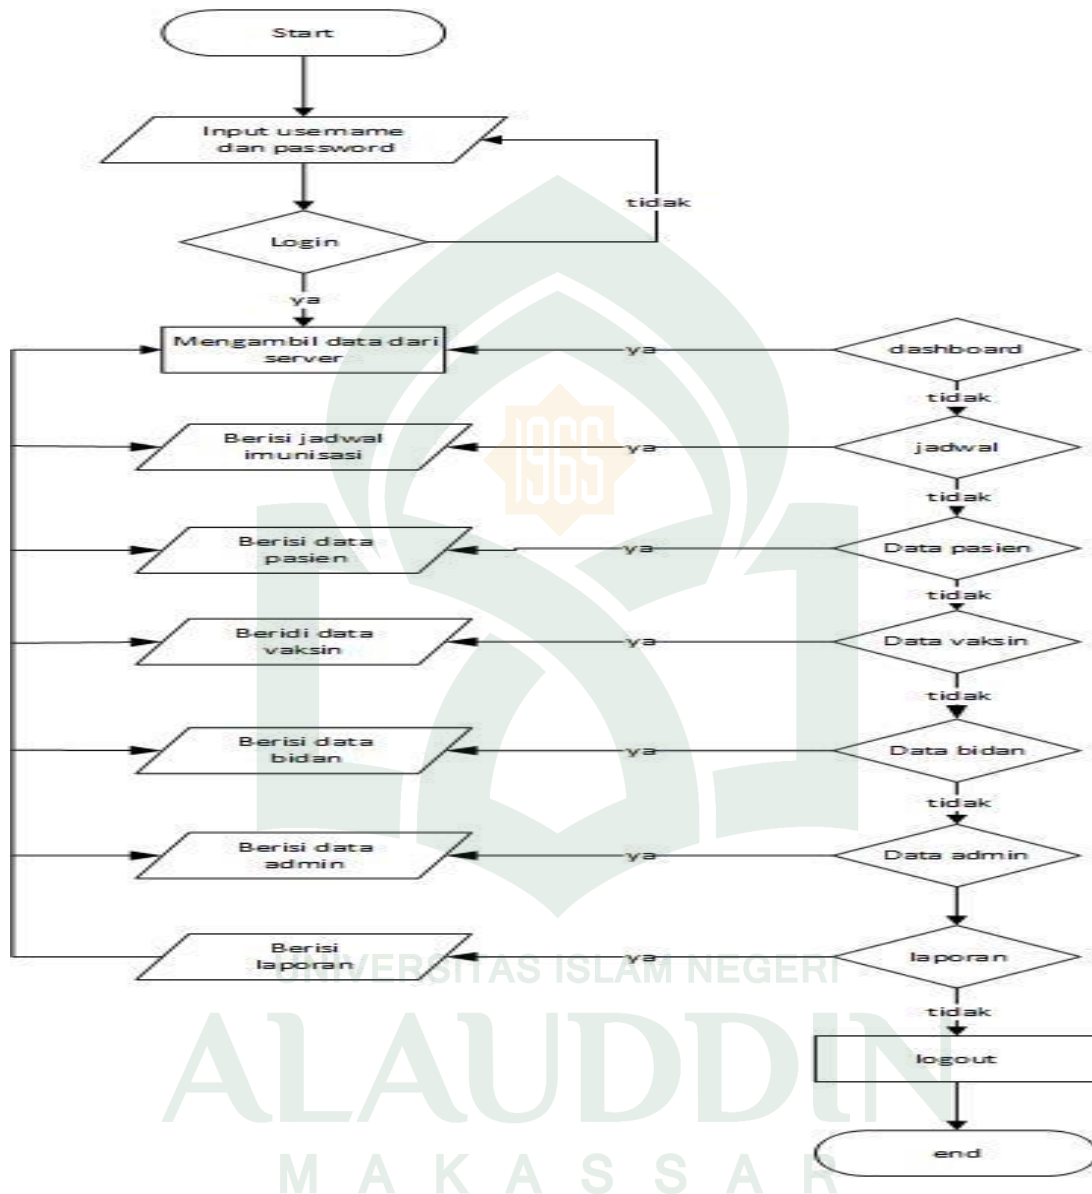 Start
Input username
dan password
tidak
Login
ya
Mengambil data dari
server
ya
dashboard
tidak
Berisi jadwal
imunisasi
ya
jadwal
tidak
1965
Berisi data
pasien
ya
Data pasien
tidak
Beridi data
vaksin
ya
Data vaksin
tidak
Berisi data
bidan
ya
Data bidan
tidak
Berisi data
admin
ya
Data admin
Berisi
laporan
ya
laporan
UNIVERSITAS ISLAM NEGERI
tidak
logout
ALAUDDIN
end
MAKASSAR